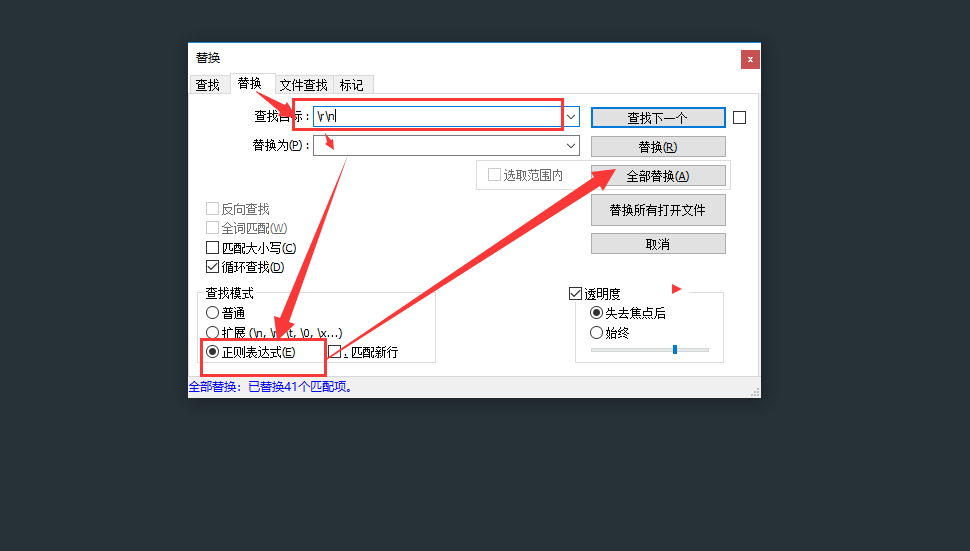 替换
x
查找 替换 文件查找 标记
查找目标： \r\n 查找下一个
替换为(P)： 替换(R)
选取范围内 全部替换(A)
反向查找 替换所有打开文件
全词匹配(W)
匹配大小写(C) 取消
循环查找(D)
查找模式 透明度
普通 失去焦点后
扩展 (\n, \r, \t, \0, \x...) 始终
正则表达式(E) . 匹配新行
全部替换：已替换41个匹配项。